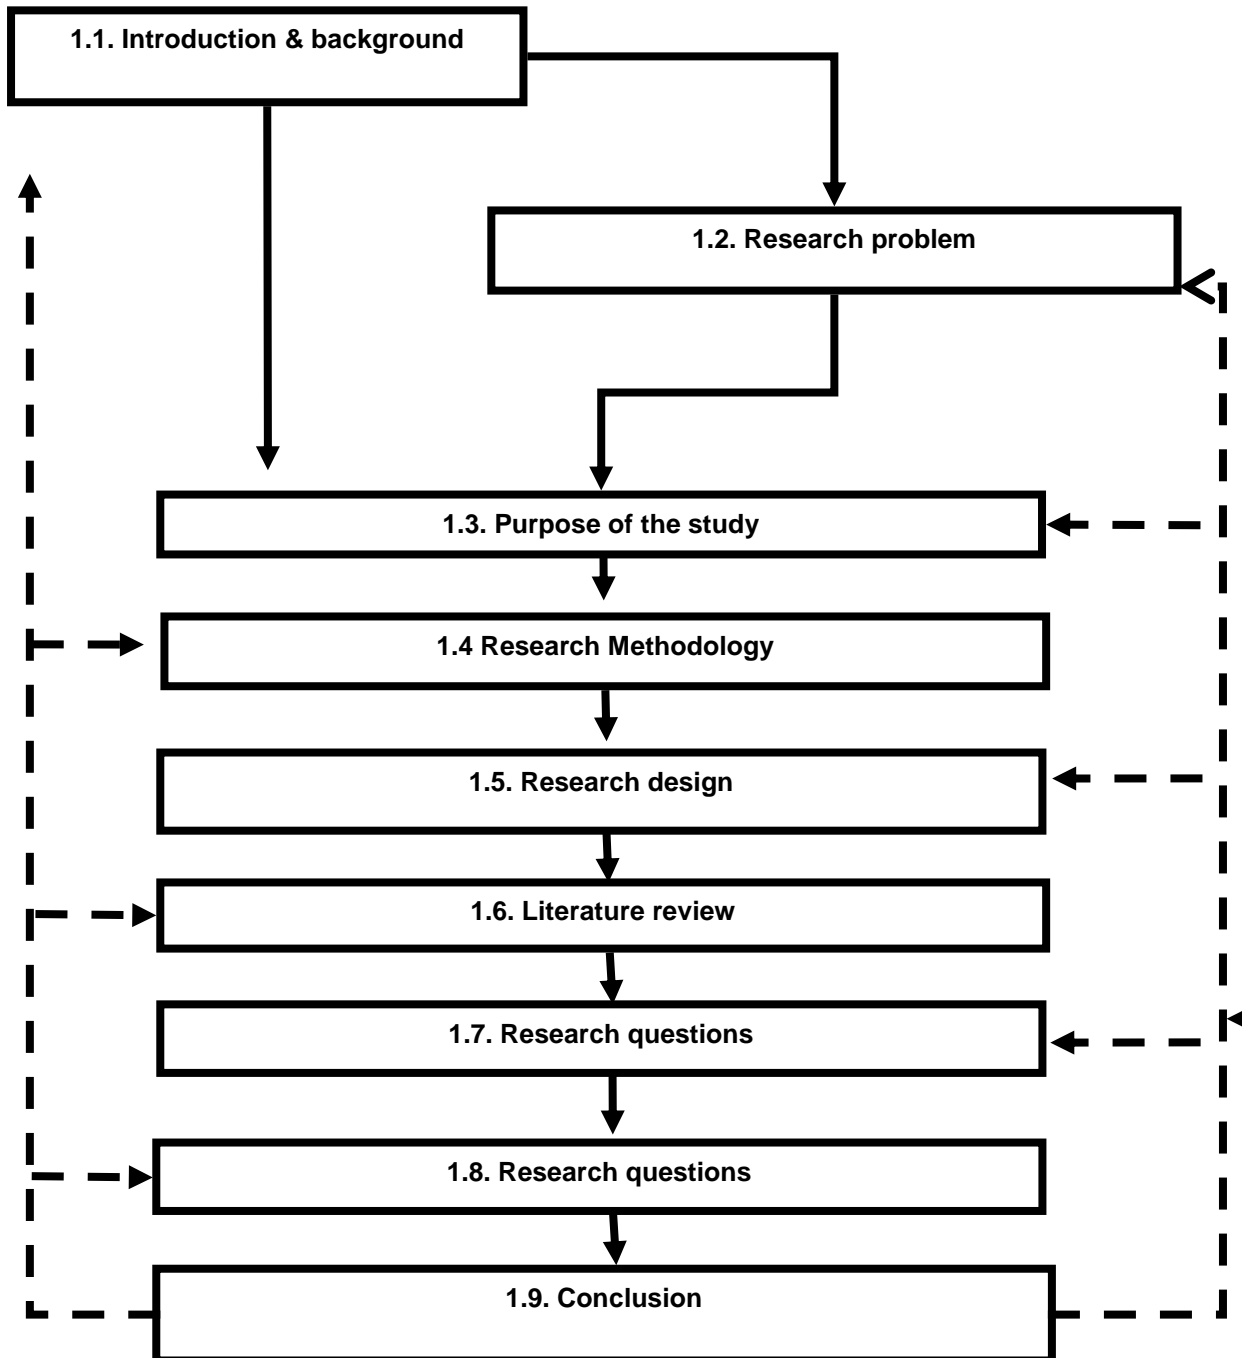 1.1. Introduction & background
1.2. Research problem
1.3. Purpose of the study
1.4 Research Methodology
1.5. Research design
1.6. Literature review
1.7. Research questions
1.8. Research questions
1.9. Conclusion